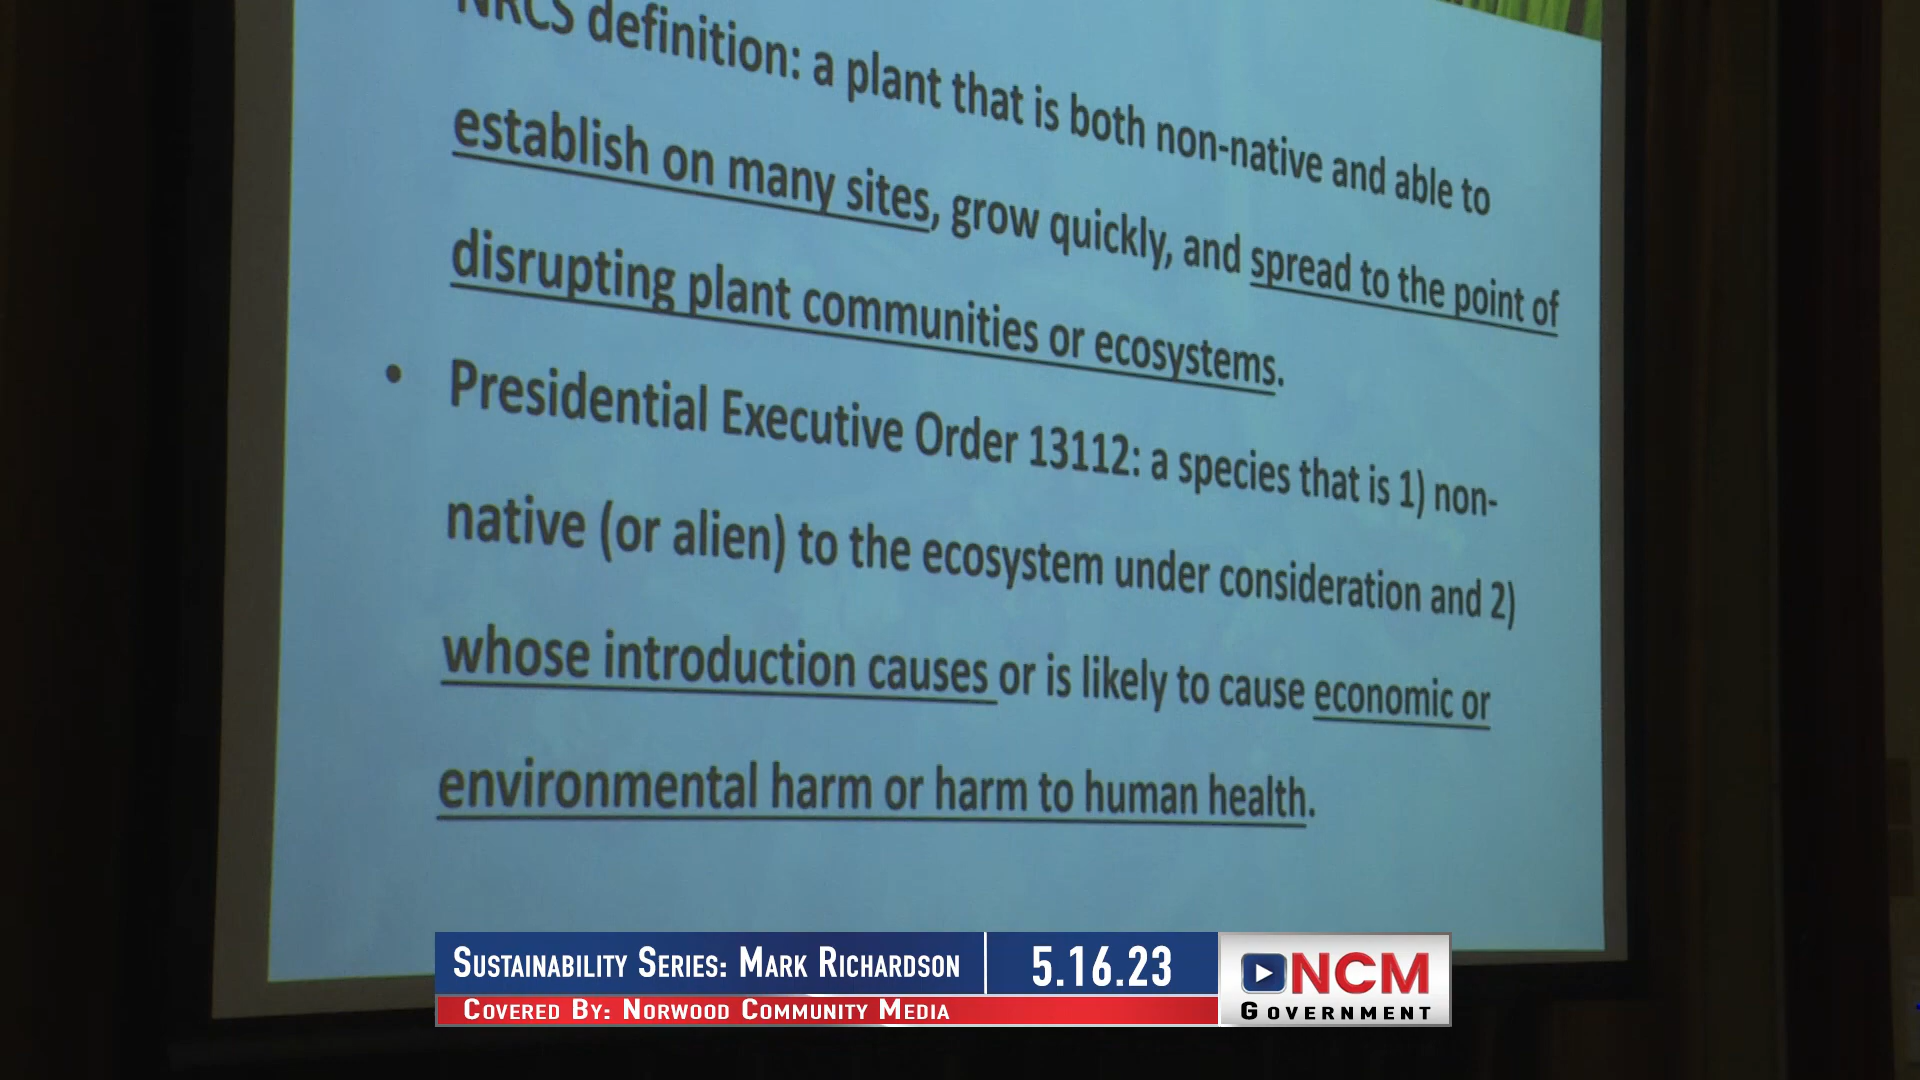 NRCS definition: a plant that is both non-native and able to
establish on many sites, grow quickly, and spread to the point of
disrupting plant communities or ecosystems.
• Presidential Executive Order 13112: a species that is 1) non-
native (or alien) to the ecosystem under consideration and 2)
whose introduction causes or is likely to cause economic or
environmental harm or harm to human health.
Sustainability Series: Mark Richardson
5.16.23
Covered By: Norwood Community Media
NCM
Government